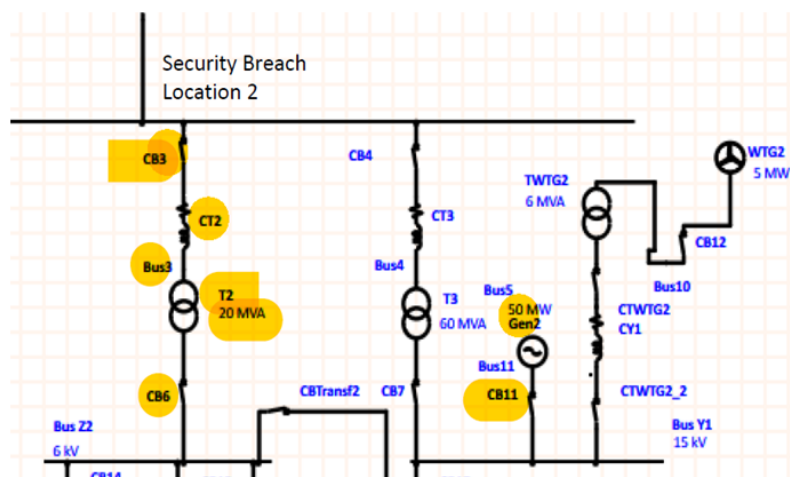 Security Breach
Location 2
CB3
CB4
WTG2
5 MW
TWTG2
6 MVA
CT2
CT3
CB12
Bus3
Bus4
Bus10
T2
20 MVA
T3
60 MVA
Bus5
50 MW
Gen2
CTWTG2
CY1
Bus11
CB6
CBTransf2
CB7
CB11
CTWTG2_2
Bus Z2
6 kV
Bus Y1
15 kV
CB14